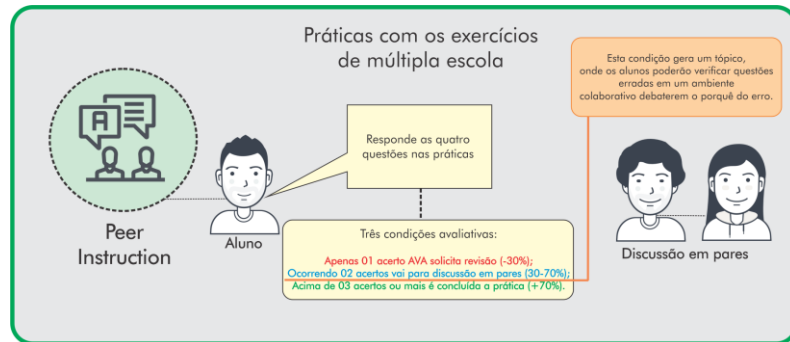 Práticas com os exercícios
de múltipla escola
Esta condição gera um tópico,
onde os alunos poderão verificar questões
erradas em um ambiente
colaborativo debaterem o porquê do erro.
A
Responde as quatro
questões nas práticas
Peer
Instruction
Aluno
Três condições avaliativas:
Apenas 01 acerto AVA solicita revisão (-30%);
Ocorrendo 02 acertos vai para discussão em pares (30-70%);
Acima de 03 acertos ou mais é concluída a prática (+70%).
Discussão em pares